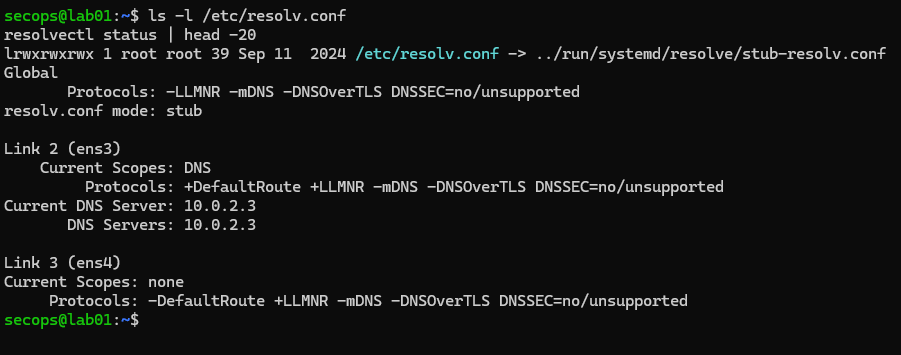 secops@lab01:~$ ls -l /etc/resolv.conf
resolvectl status | head -20
lrwxrwxrwx 1 root root 39 Sep 11  2024 /etc/resolv.conf -> ../run/systemd/resolve/stub-resolv.conf
Global
       Protocols: -LLMNR -mDNS -DNSOverTLS DNSSEC=no/unsupported
resolv.conf mode: stub

Link 2 (ens3)
    Current Scopes: DNS
         Protocols: +DefaultRoute +LLMNR -mDNS -DNSOverTLS DNSSEC=no/unsupported
Current DNS Server: 10.0.2.3
       DNS Servers: 10.0.2.3

Link 3 (ens4)
Current Scopes: none
     Protocols: -DefaultRoute +LLMNR -mDNS -DNSOverTLS DNSSEC=no/unsupported
secops@lab01:~$